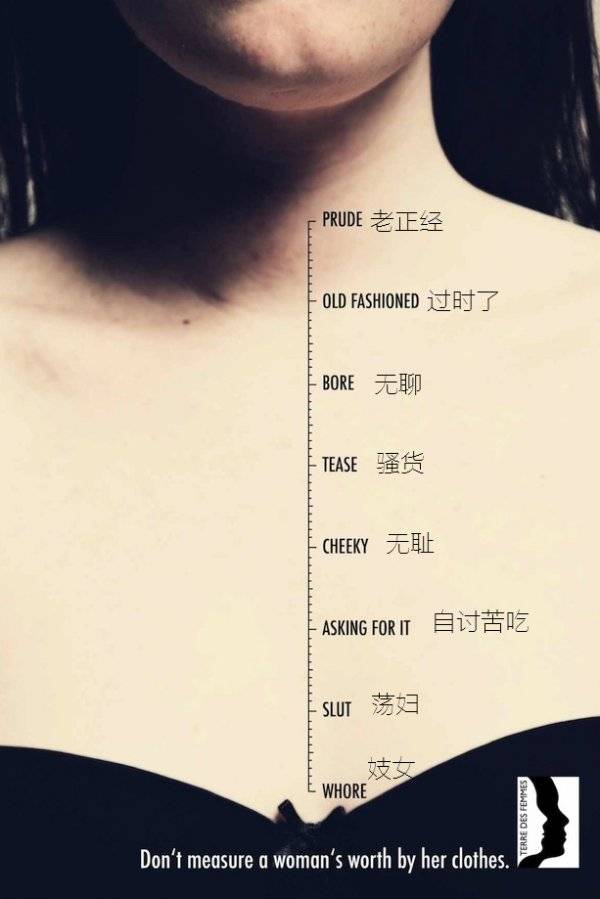 PRUDE 老正经
OLD FASHIONED 过时了
BORE 无聊
TEASE 骚货
CHEEKY 无耻
ASKING FOR IT 自讨苦吃
SLUT 荡妇
WHORE 妓女
Don‘t measure a woman‘s worth by her clothes.
TERRE DES FEMMES